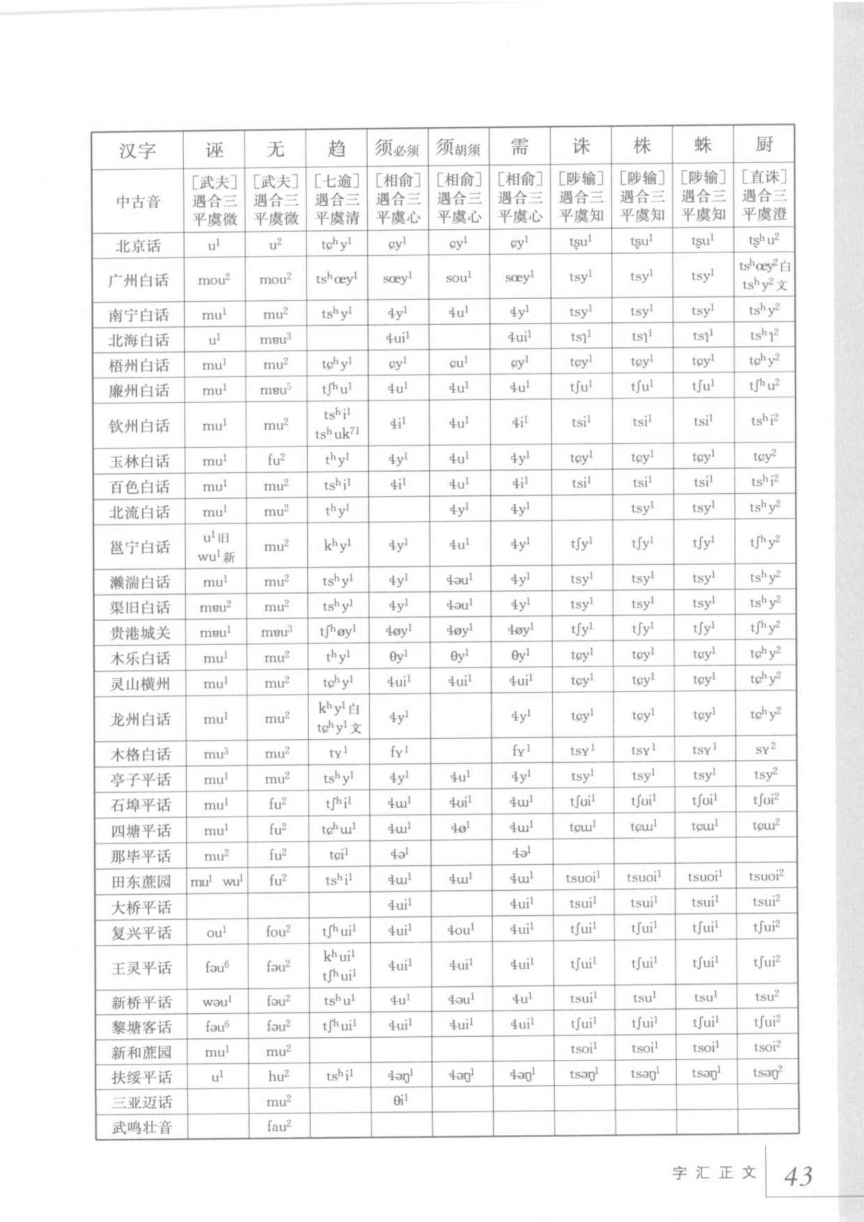 汉字 诬 无 趋 须必须 须胡须 需 诛 株 蛛 厨
中古音 [武夫]遇合三平虞微 [武夫]遇合三平虞微 [七逾]遇合三平虞清 [相俞]遇合三平虞心 [相俞]遇合三平虞心 [相俞]遇合三平虞心 [陟输]遇合三平虞知 [陟输]遇合三平虞知 [陟输]遇合三平虞知 [直诛]遇合三平虞澄
北京话 u¹ u² tɕʰy¹ ɕy¹ ɕy¹ ɕy¹ tʂu¹ tʂu¹ tʂu¹ tʂʰu²
广州白话 mou² mou² tsʰœy¹ sœy¹ sou¹ sœy¹ tsy¹ tsy¹ tsy¹ tsʰœy²白 tsʰy²文
南宁白话 mu¹ mu² tsʰy¹ ɬy¹ ɬu¹ ɬy¹ tsy¹ tsy¹ tsy¹ tsʰy²
北海白话 u¹ mɐu³ ɬui¹ ɬui¹ tsɿ¹ tsɿ¹ tsɿ¹ tsʰɿ²
梧州白话 mu¹ mu² tɕʰy¹ ɕy¹ ɕu¹ ɕy¹ tɕy¹ tɕy¹ tɕy¹ tɕʰy²
廉州白话 mu¹ mɐu⁵ tʃʰu¹ ɬu¹ ɬu¹ ɬu¹ tʃu¹ tʃu¹ tʃu¹ tʃʰu²
钦州白话 mu¹ mu² tsʰi¹ tsʰuk⁷¹ ɬi¹ ɬu¹ ɬi¹ tsi¹ tsi¹ tsi¹ tsʰi²
玉林白话 mu¹ fu² tʰy¹ ɬy¹ ɬu¹ ɬy¹ tɕy¹ tɕy¹ tɕy¹ tɕy²
百色白话 mu¹ mu² tsʰi¹ ɬi¹ ɬu¹ ɬi¹ tsi¹ tsi¹ tsi¹ tsʰi²
北流白话 mu¹ mu² tʰy¹ ɬy¹ ɬy¹ tsy¹ tsy¹ tsʰy²
邕宁白话 u¹旧 wu¹新 mu² kʰy¹ ɬy¹ ɬu¹ ɬy¹ tʃy¹ tʃy¹ tʃy¹ tʃʰy²
濑湍白话 mu¹ mu² tsʰy¹ ɬy¹ ɬəu¹ ɬy¹ tsy¹ tsy¹ tsy¹ tsʰy²
渠旧白话 mɐu² mu² tsʰy¹ ɬy¹ ɬəu¹ ɬy¹ tsy¹ tsy¹ tsy¹ tsʰy²
贵港城关 mɐu¹ mɐu³ tʃʰøy¹ ɬøy¹ ɬøy¹ ɬøy¹ tʃy¹ tʃy¹ tʃy¹ tʃʰy²
木乐白话 mu¹ mu² tʰy¹ θy¹ θy¹ θy¹ tɕy¹ tɕy¹ tɕy¹ tɕʰy²
灵山横州 mu¹ mu² tɕʰy¹ ɬui¹ ɬui¹ ɬui¹ tɕy¹ tɕy¹ tɕy¹ tɕʰy²
龙州白话 mu¹ mu² kʰy¹白 tɕʰy¹文 ɬy¹ ɬy¹ tɕy¹ tɕy¹ tɕy¹ tɕʰy²
木格白话 mu³ mu² tʏ¹ fʏ¹ fʏ¹ tsʏ¹ tsʏ¹ tsʏ¹ sʏ²
亭子平话 mu¹ mu² tsʰy¹ ɬy¹ ɬu¹ ɬy¹ tsy¹ tsy¹ tsy¹ tsy²
石埠平话 mu¹ fu² tʃʰi¹ ɬɯ¹ ɬʊi¹ ɬɯ¹ tʃʊi¹ tʃʊi¹ tʃʊi¹ tʃʊi²
四塘平话 mu¹ fu² tɕʰɯ¹ ɬɯ¹ ɬø¹ ɬɯ¹ tɕɯ¹ tɕɯ¹ tɕɯ¹ tɕɯ²
那毕平话 mu² fu² tɕi¹ ɬə¹ ɬə¹
田东蔗园 mu¹ wu¹ fu² tsʰi¹ ɬɯ¹ ɬɯ¹ ɬɯ¹ tsuoi¹ tsuoi¹ tsuoi¹ tsuoi²
大桥平话 ɬui¹ ɬui¹ tsui¹ tsui¹ tsui¹ tsui²
复兴平话 ou¹ fou² tʃʰui¹ ɬui¹ ɬou¹ ɬui¹ tʃui¹ tʃui¹ tʃui¹ tʃui²
王灵平话 fəu⁶ fəu² kʰui¹ tʃʰui¹ ɬui¹ ɬui¹ ɬui¹ tʃui¹ tʃui¹ tʃui¹ tʃui²
新桥平话 wəu¹ fəu² tsʰu¹ ɬu¹ ɬəu¹ ɬu¹ tsui¹ tsu¹ tsu¹ tsu²
黎塘客话 fəu⁶ fəu² tʃʰui¹ ɬui¹ ɬui¹ ɬui¹ tʃui¹ tʃui¹ tʃui¹ tʃui²
新和蔗园 mu¹ mu² tsoi¹ tsoi¹ tsoi¹ tsoi²
扶绥平话 u¹ hu² tsʰi¹ ɬəŋ¹ ɬəŋ¹ ɬəŋ¹ tsəŋ¹ tsəŋ¹ tsəŋ¹ tsəŋ²
三亚迈话 mu² θi¹
武鸣壮音 fau²
字汇正文 43